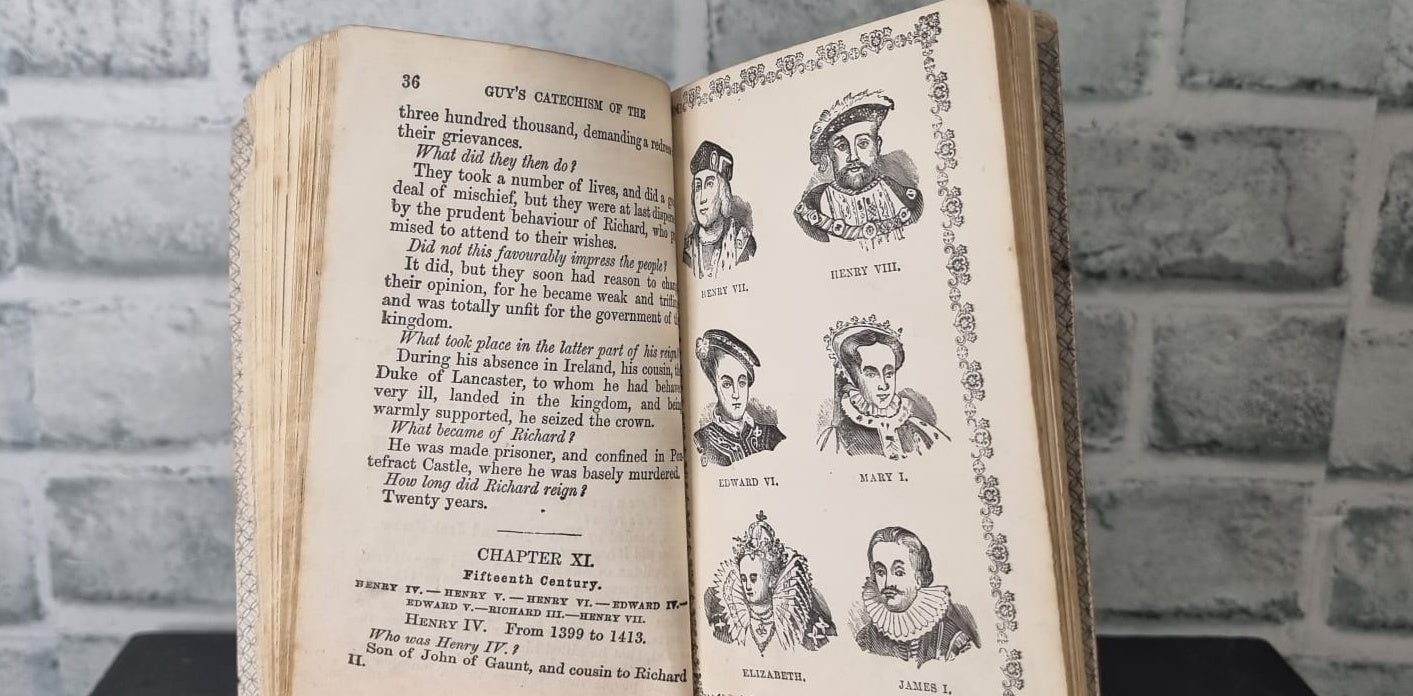 36 GUY'S CATECHISM OF THE
three hundred thousand, demanding a
their grievances.
What did they then do?
They took a number of lives, and did a
deal of mischief, but they were at last
by the prudent behaviour of Richard, who
mised to attend to their wishes.
Did not this favourably impress the people?
It did, but they soon had reason to
their opinion, for he became weak and
and was totally unfit for the government of
kingdom.
What took place in the latter part of his
During his absence in Ireland, his cousin,
Duke of Lancaster, to whom he had
very ill, landed in the kingdom, and
warmly supported, he seized the crown.
What became of Richard?
He was made prisoner, and confined in
tefract Castle, where he was basely murdered.
How long did Richard reign?
Twenty years.
CHAPTER XI.
Fifteenth Century.
HENRY IV. — HENRY V. — HENRY VI. — EDWARD IV.—
EDWARD V.—RICHARD III.—HENRY VII.
HENRY IV. From 1399 to 1413.
Who was Henry IV.?
Son of John of Gaunt, and cousin to Richard
II.
HENRY VII.
HENRY VIII.
EDWARD VI.
MARY I.
ELIZABETH.
JAMES I.